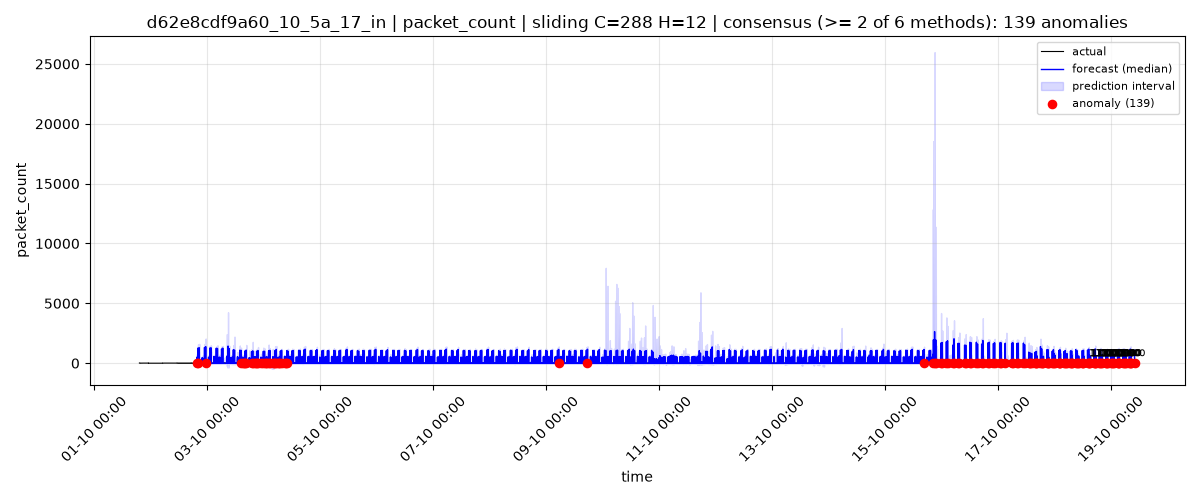 d62e8cdf9a60_10_5a_17_in | packet_count | sliding C=288 H=12 | consensus (>= 2 of 6 methods): 139 anomalies
actual
forecast (median)
prediction interval
anomaly (139)
packet_count
25000
20000
15000
10000
5000
0
01-10 00:00
03-10 00:00
05-10 00:00
07-10 00:00
09-10 00:00
11-10 00:00
13-10 00:00
15-10 00:00
17-10 00:00
19-10 00:00
time